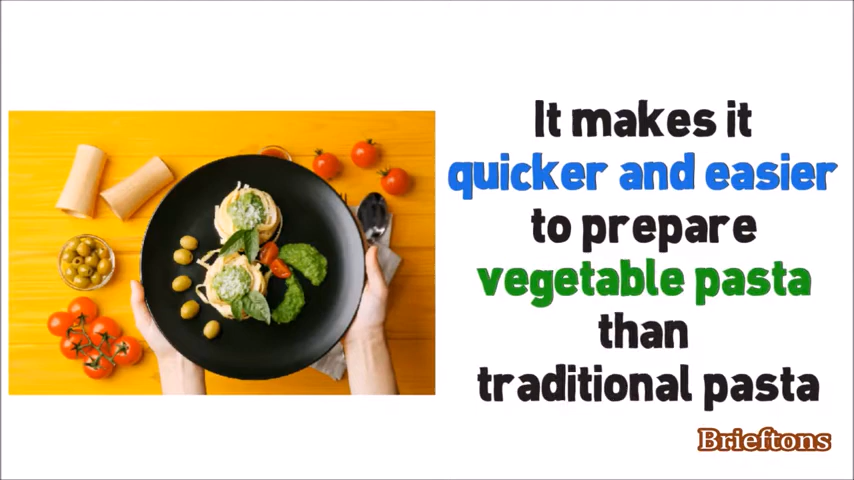 It makes it
quicker and easier
to prepare
vegetable pasta
than
traditional pasta
Brieftons